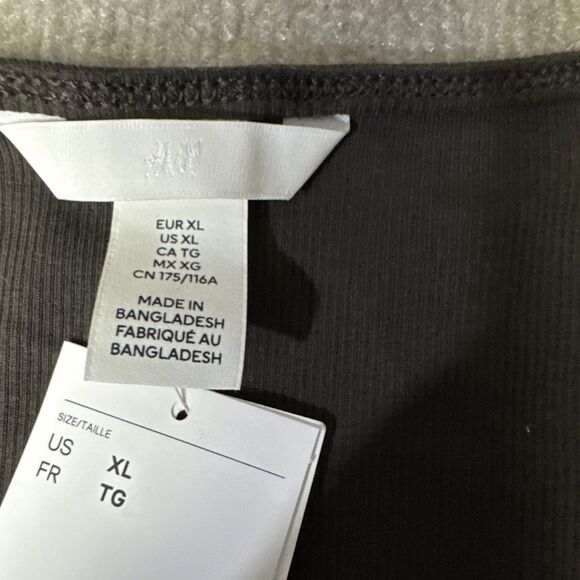 H&M
EUR XL
US XL
CA TG
MX XG
CN 175/116A
MADE IN
BANGLADESH
FABRIQUÉ AU
BANGLADESH
SIZE/TAILLE
US XL
FR TG